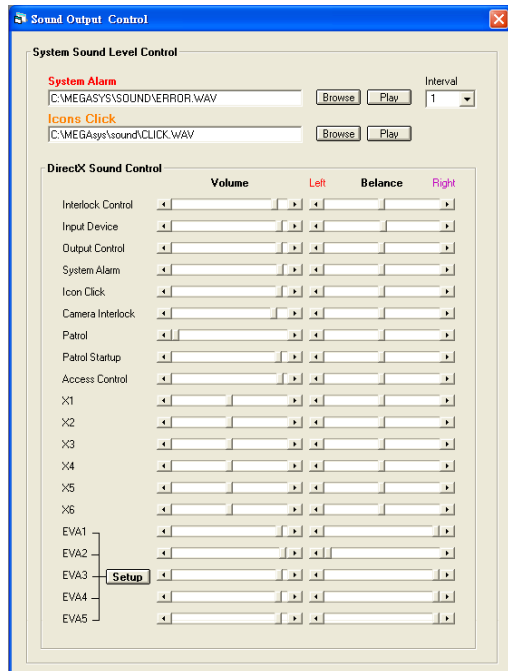 Sound Output Control
System Sound Level Control
System Alarm
Interval
C:\MEGASYS\SOUND\ERROR.WAV Browse Play 1
Icons Click
C:\MEGAsys\sound\CLICK.WAV Browse Play
DirectX Sound Control
Volume Left Belance Right
Interlock Control
Input Device
Output Control
System Alarm
Icon Click
Camera Interlock
Patrol
Patrol Startup
Access Control
X1
X2
X3
X4
X5
X6
EVA1
EVA2
EVA3 Setup
EVA4
EVA5